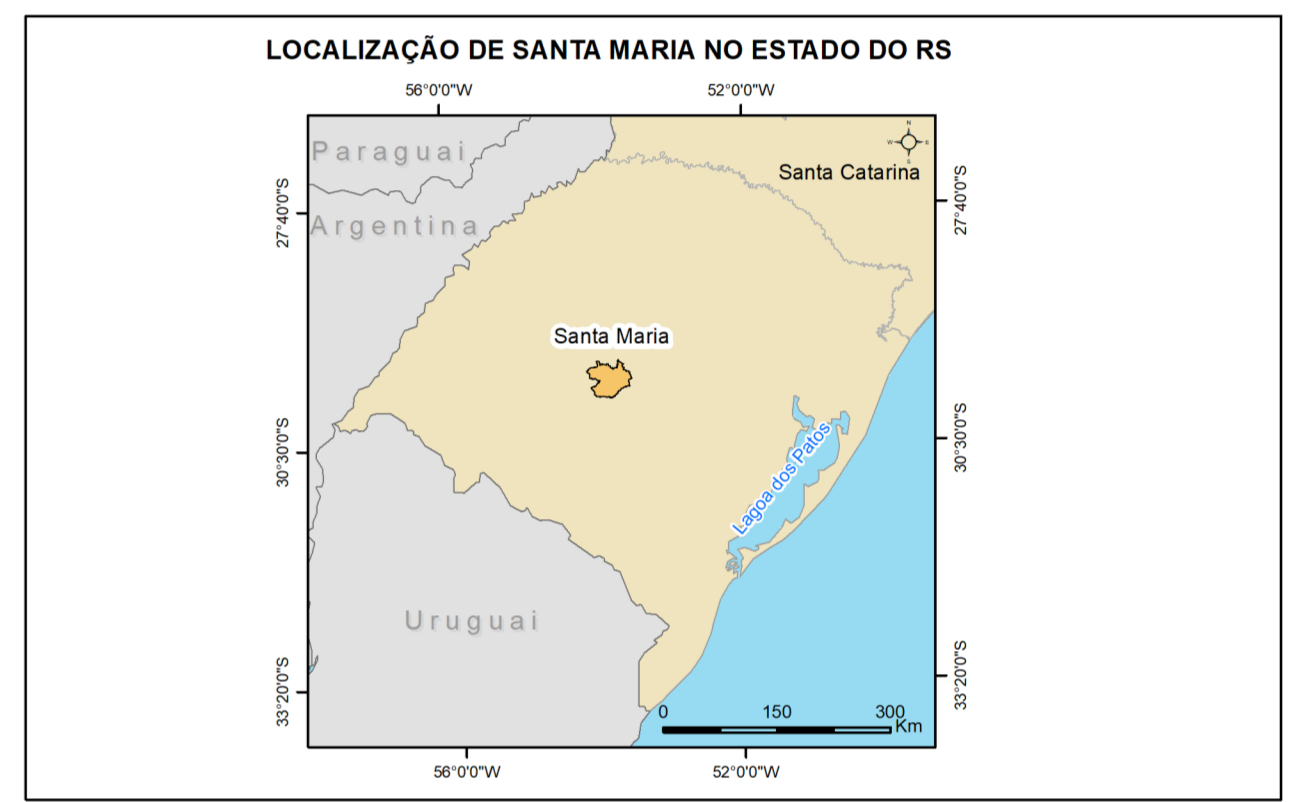 LOCALIZAÇÃO DE SANTA MARIA NO ESTADO DO RS
56°0'0"W
52°0'0"W
N
W
E
S
Paraguai
Santa Catarina
27°40'0"S
27°40'0"S
Argentina
Santa Maria
30°30'0"S
30°30'0"S
Lagoa dos Patos
Uruguai
33°20'0"S
33°20'0"S
0 150 300
Km
56°0'0"W
52°0'0"W